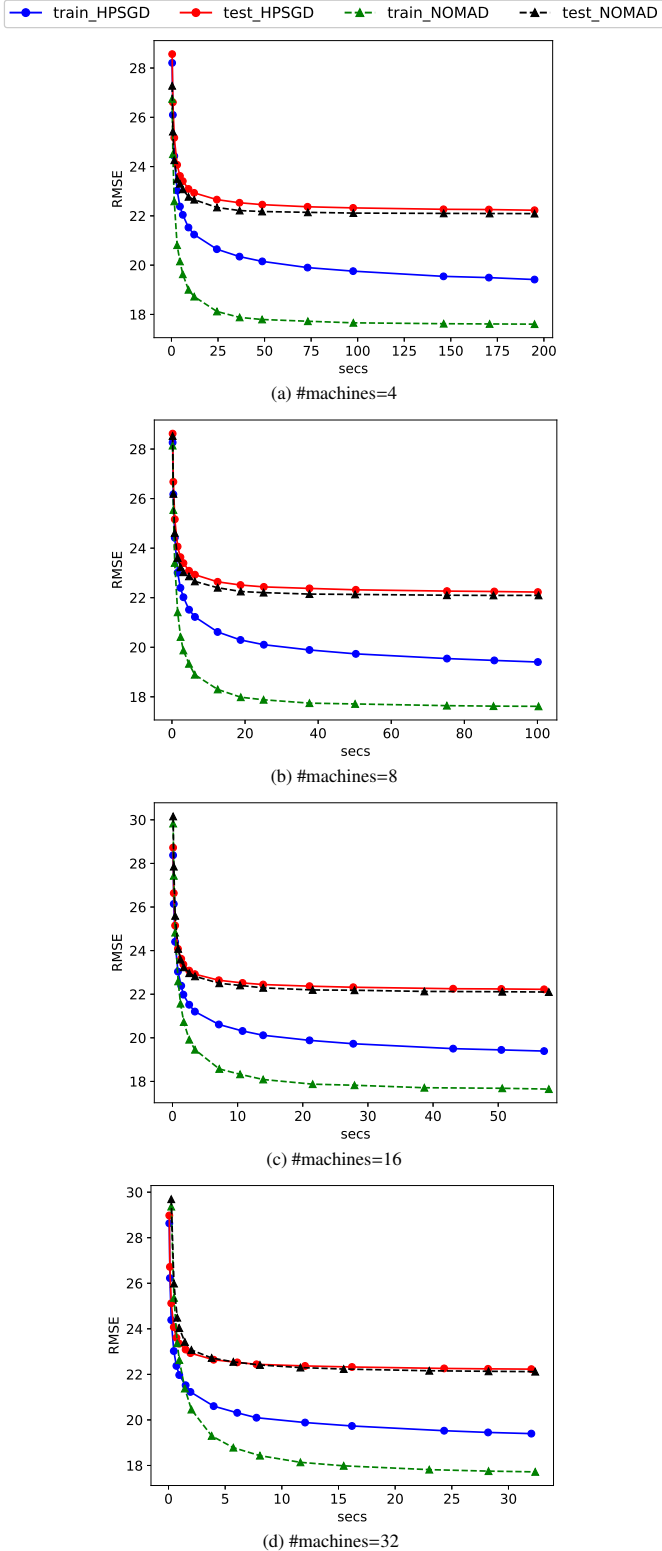 train_HPSGD test_HPSGD train_NOMAD test_NOMAD
28
26
24
22
20
18
RMSE
0 25 50 75 100 125 150 175 200
secs
(a) #machines=4
28
26
24
22
20
18
RMSE
0 20 40 60 80 100
secs
(b) #machines=8
30
28
26
24
22
20
18
RMSE
0 10 20 30 40 50
secs
(c) #machines=16
30
28
26
24
22
20
18
RMSE
0 5 10 15 20 25 30
secs
(d) #machines=32